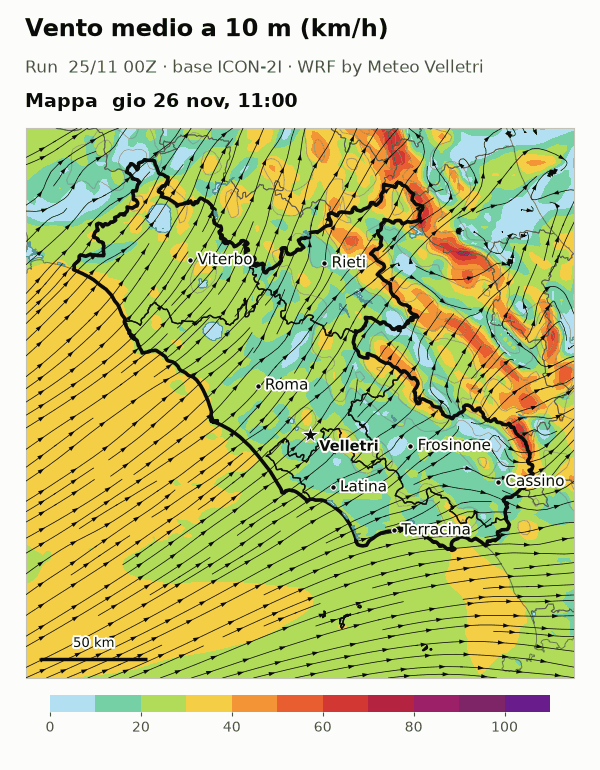 Vento medio a 10 m (km/h)
Run  25/11 00Z · base ICON-2I · WRF by Meteo Velletri
Mappa  gio 26 nov, 11:00
Viterbo
Rieti
Roma
Velletri
Frosinone
Cassino
Latina
Terracina
50 km
0 20 40 60 80 100